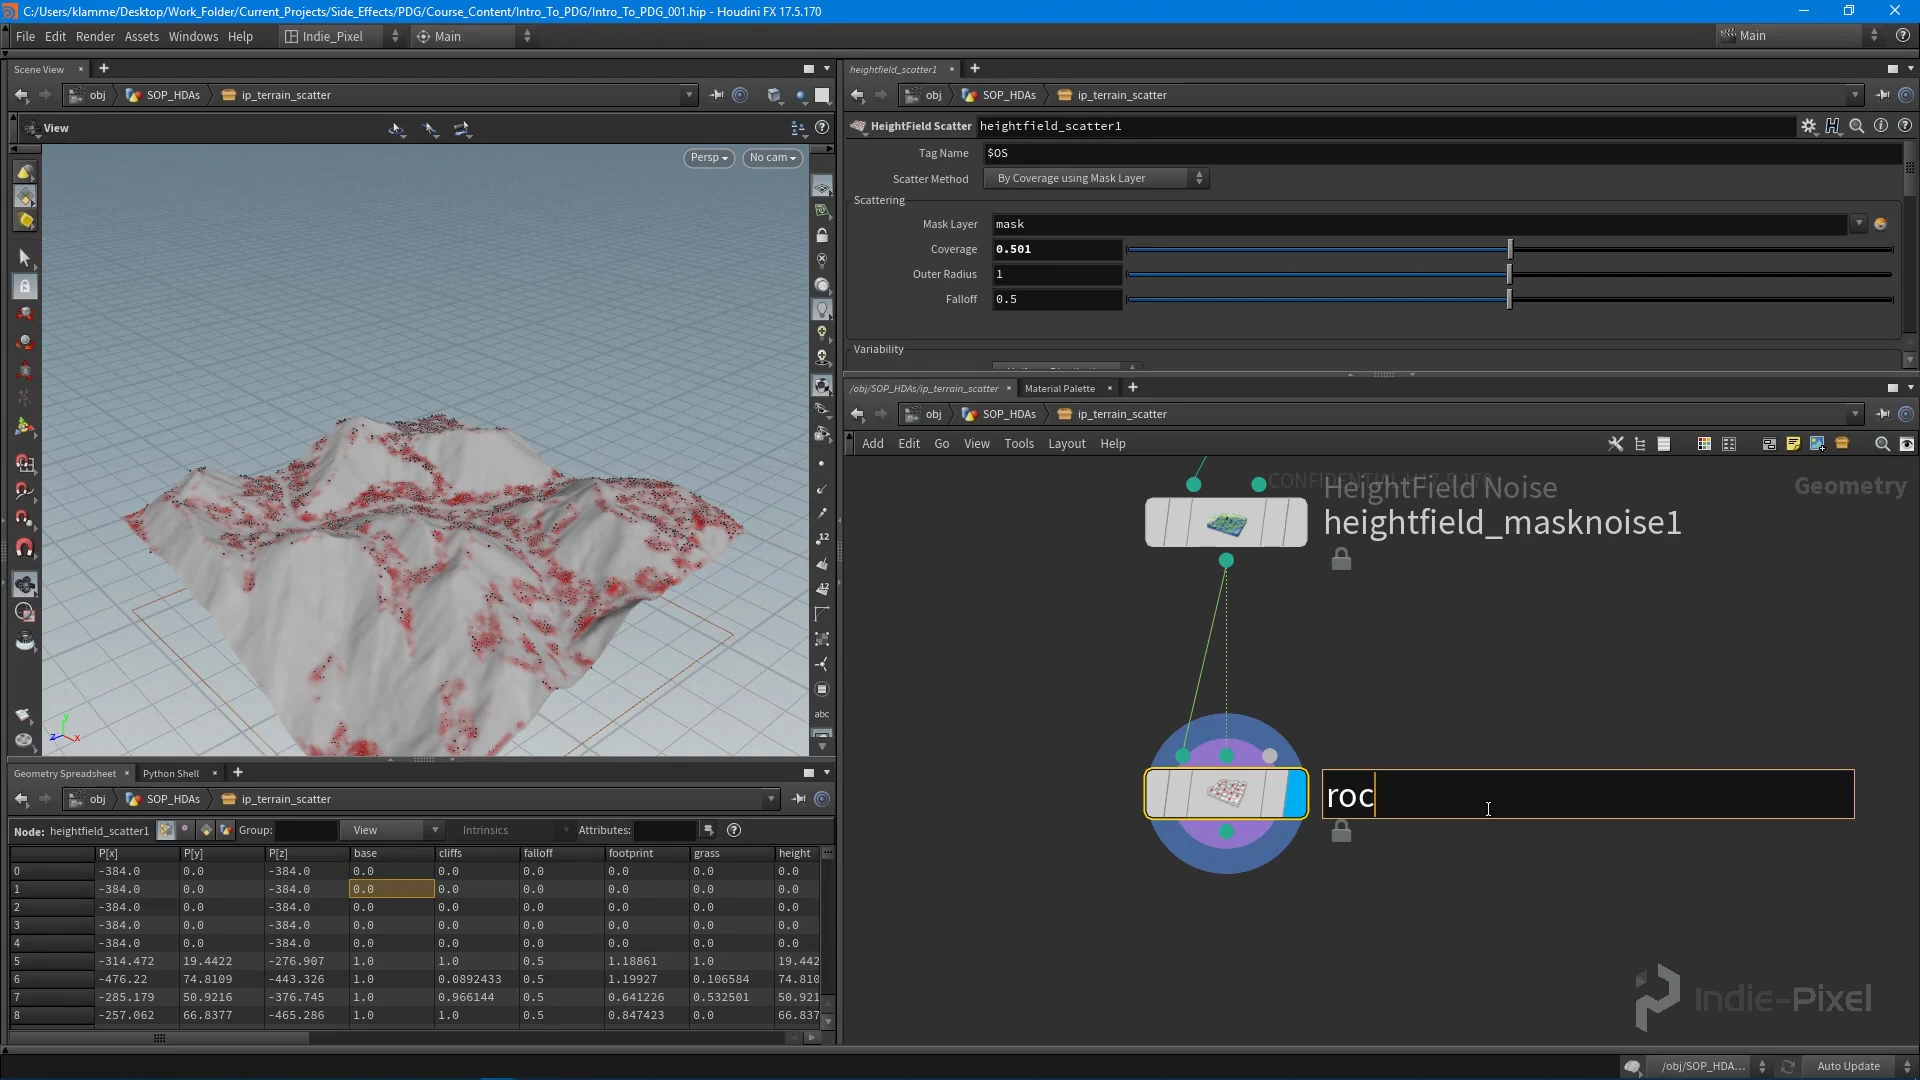 C:/Users/klamme/Desktop/Work_Folder/Current_Projects/Side_Effects/PDG/Course_Content/Intro_To_PDG/Intro_To_PDG_001.hip - Houdini FX 17.5.170
File Edit Render Assets Windows Help Indie_Pixel Main Main
Scene View
obj SOP_HDAs ip_terrain_scatter
View
Persp No cam
12
12
abc
y
z x
heightfield_scatter1
obj SOP_HDAs ip_terrain_scatter
HeightField Scatter heightfield_scatter1
Tag Name $OS
Scatter Method By Coverage using Mask Layer
Scattering
Mask Layer mask
Coverage 0.501
Outer Radius 1
Falloff 0.5
Variability
/obj/SOP_HDAs/ip_terrain_scatter Material Palette
obj SOP_HDAs ip_terrain_scatter
Add Edit Go View Tools Layout Help
CONFIDENTIAL H17.5.170
HeightField Noise Geometry
heightfield_masknoise1
roc
Indie-Pixel
Geometry Spreadsheet Python Shell
obj SOP_HDAs ip_terrain_scatter
Node: heightfield_scatter1 Group: View Intrinsics Attributes:
P[x] P[y] P[z] base cliffs falloff footprint grass height
0 -384.0 0.0 -384.0 0.0 0.0 0.0 0.0 0.0 0.0
1 -384.0 0.0 -384.0 0.0 0.0 0.0 0.0 0.0 0.0
2 -384.0 0.0 -384.0 0.0 0.0 0.0 0.0 0.0 0.0
3 -384.0 0.0 -384.0 0.0 0.0 0.0 0.0 0.0 0.0
4 -384.0 0.0 -384.0 0.0 0.0 0.0 0.0 0.0 0.0
5 -314.472 19.4422 -276.907 1.0 1.0 0.5 1.18861 1.0 19.442
6 -476.22 74.8109 -443.326 1.0 0.0892433 0.5 1.19927 0.106584 74.810
7 -285.179 50.9216 -376.745 1.0 0.966144 0.5 0.641226 0.532501 50.921
8 -257.062 66.8377 -465.286 1.0 1.0 0.5 0.847423 0.0 66.837
/obj/SOP_HDA... Auto Update